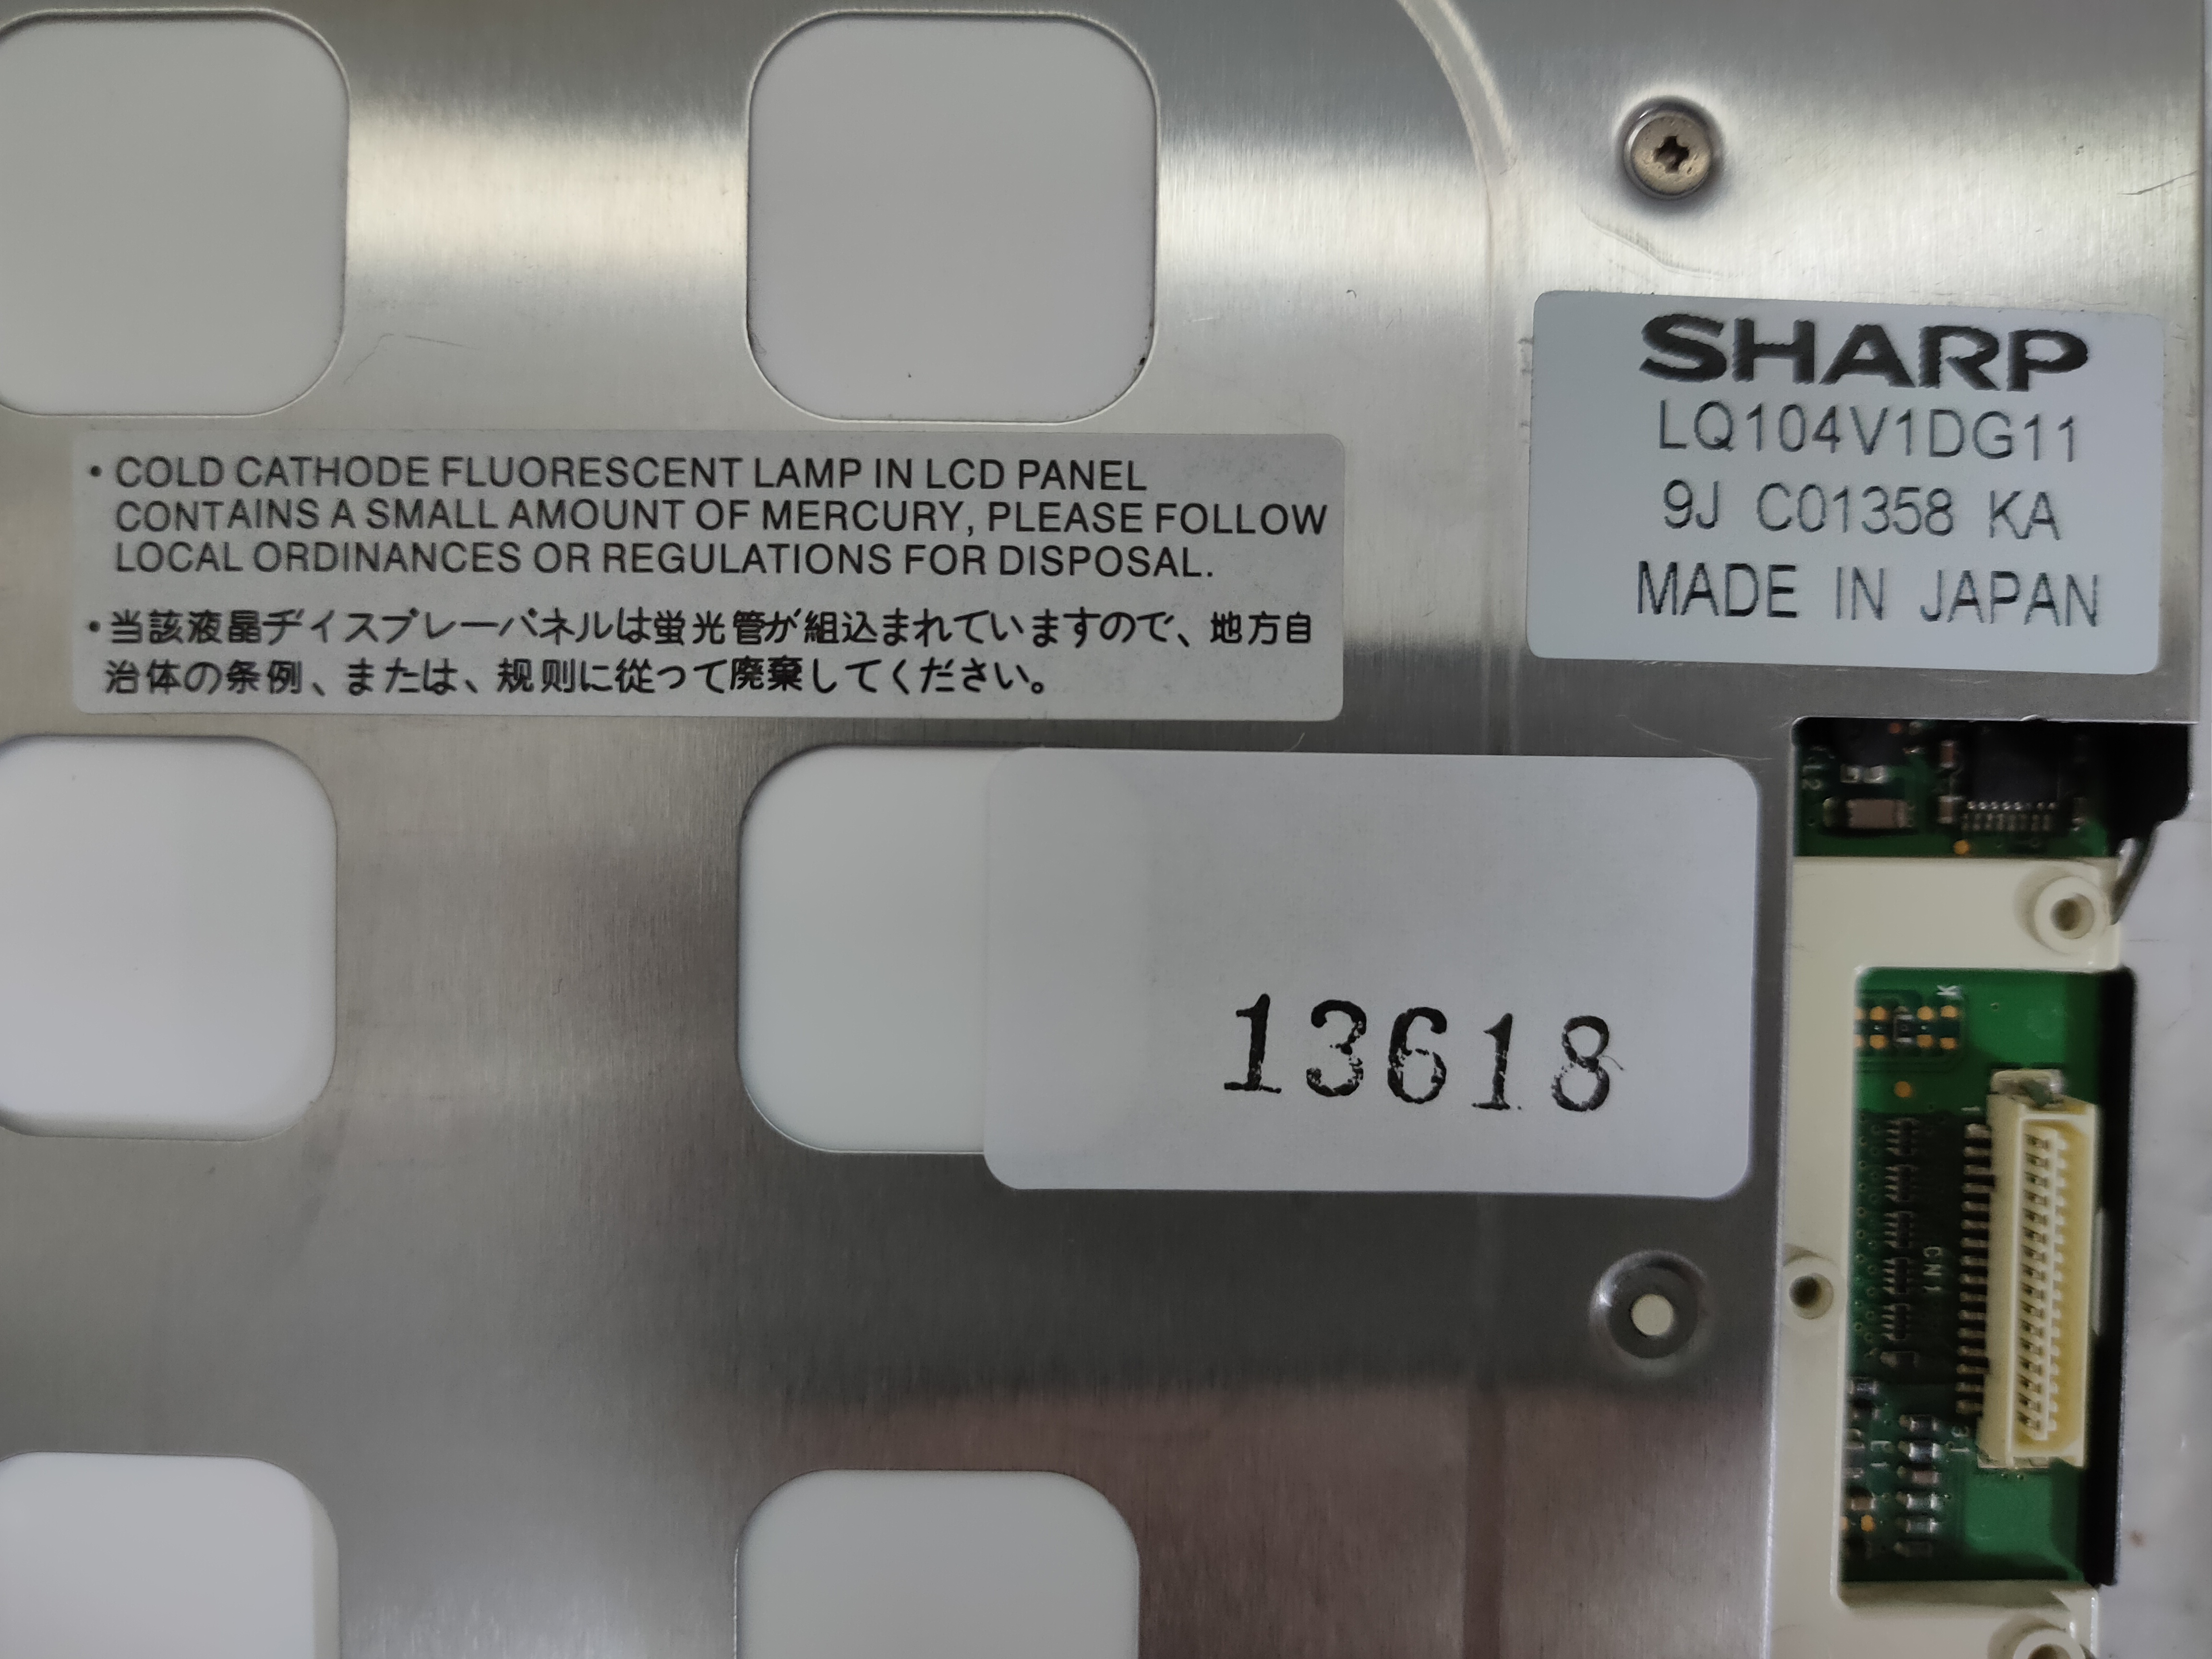 SHARP
LQ104V1DG11
9J C01358 KA
MADE IN JAPAN
• COLD CATHODE FLUORESCENT LAMP IN LCD PANEL
CONTAINS A SMALL AMOUNT OF MERCURY, PLEASE FOLLOW
LOCAL ORDINANCES OR REGULATIONS FOR DISPOSAL.
• 当該液晶ディスプレーパネルは蛍光管が組込まれていますので、地方自
治体の条例、または、規則に従って廃棄してください。
L2
13618
K
1
CN1
31